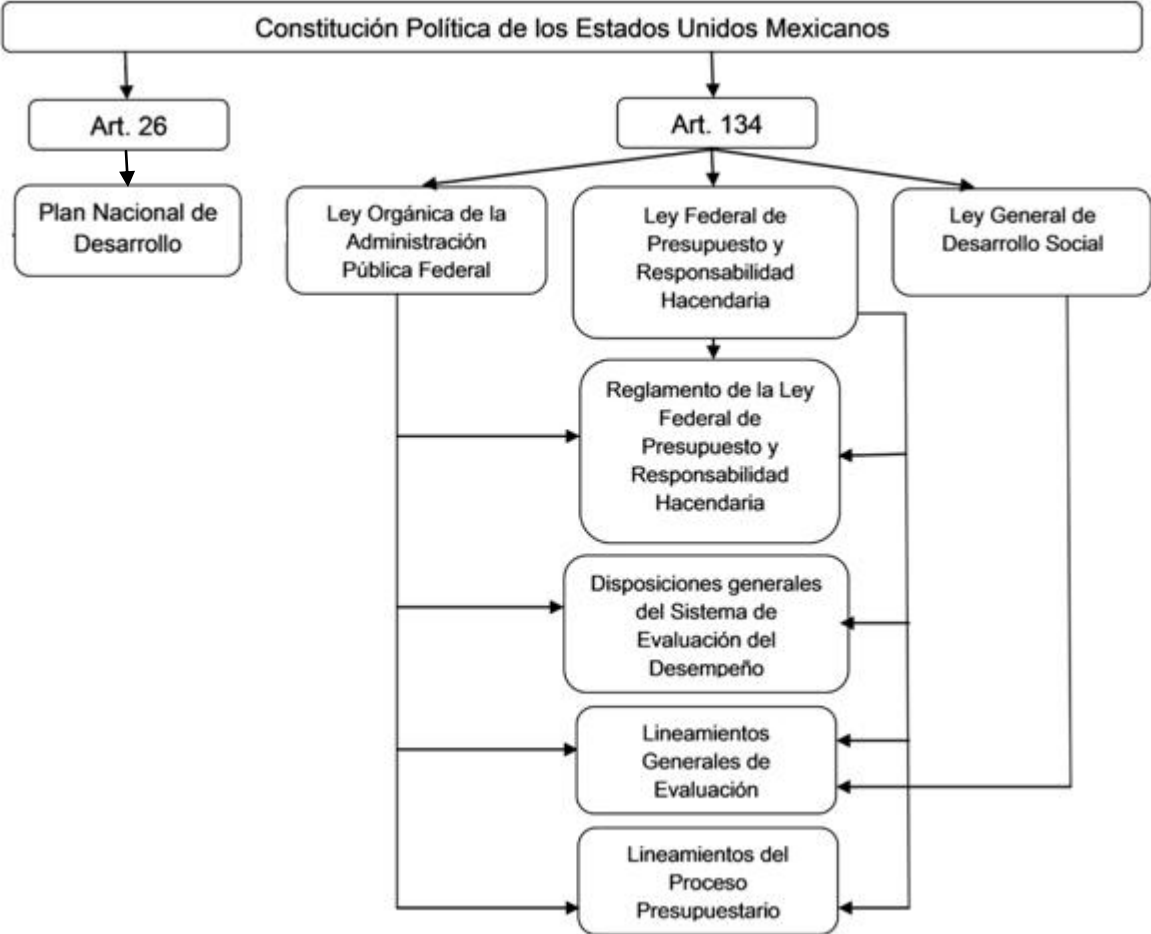 Constitución Política de los Estados Unidos Mexicanos
Art. 26
Art. 134
Plan Nacional de
Desarrollo
Ley Orgánica de la
Administración
Pública Federal
Ley Federal de
Presupuesto y
Responsabilidad
Hacendaria
Ley General de
Desarrollo Social
Reglamento de la Ley
Federal de
Presupuesto y
Responsabilidad
Hacendaria
Disposiciones generales
del Sistema de
Evaluación del
Desempeño
Lineamientos
Generales de
Evaluación
Lineamientos del
Proceso
Presupuestario